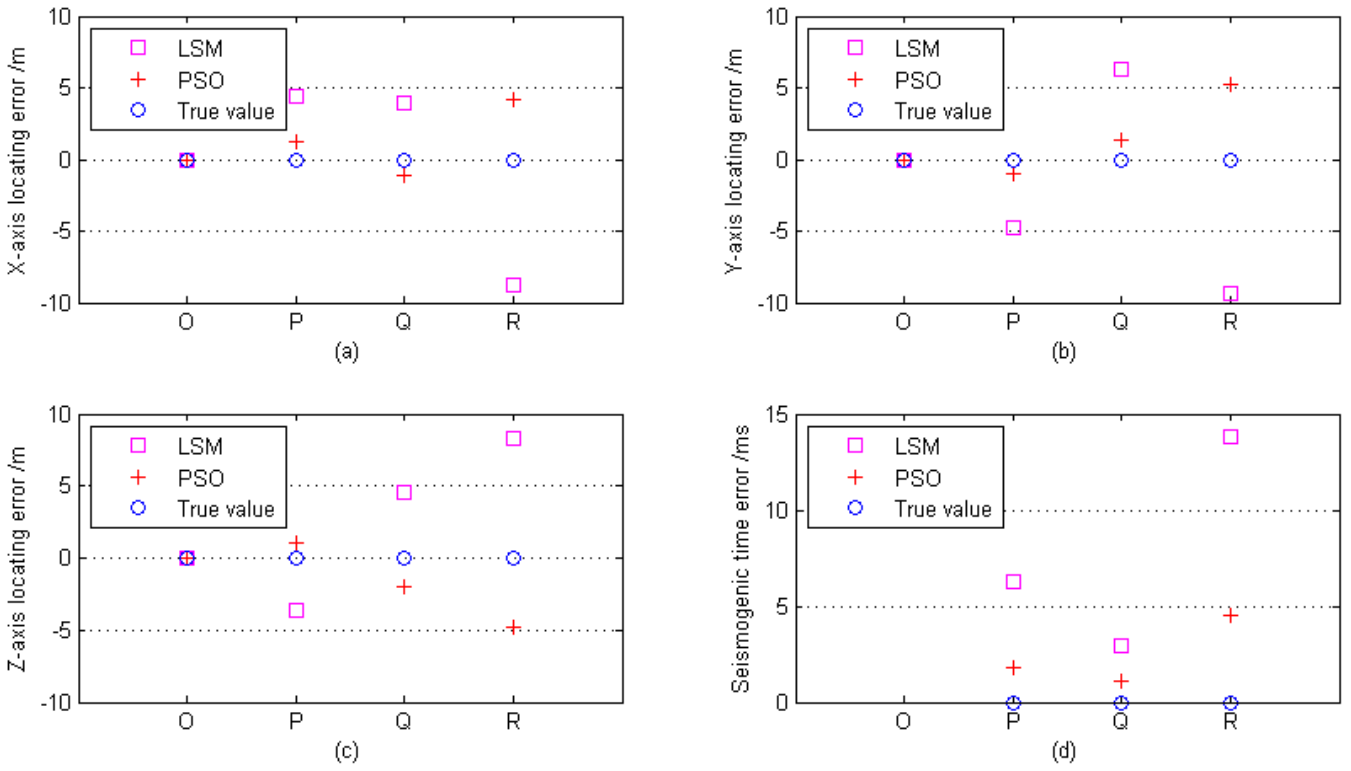 X-axis locating error /m
10
5
0
-5
-10
LSM
PSO
True value
O P Q R
(a)
Y-axis locating error /m
10
5
0
-5
-10
LSM
PSO
True value
O P Q R
(b)
Z-axis locating error /m
10
5
0
-5
-10
LSM
PSO
True value
O P Q R
(c)
Seismogenic time error /ms
15
10
5
0
LSM
PSO
True value
O P Q R
(d)